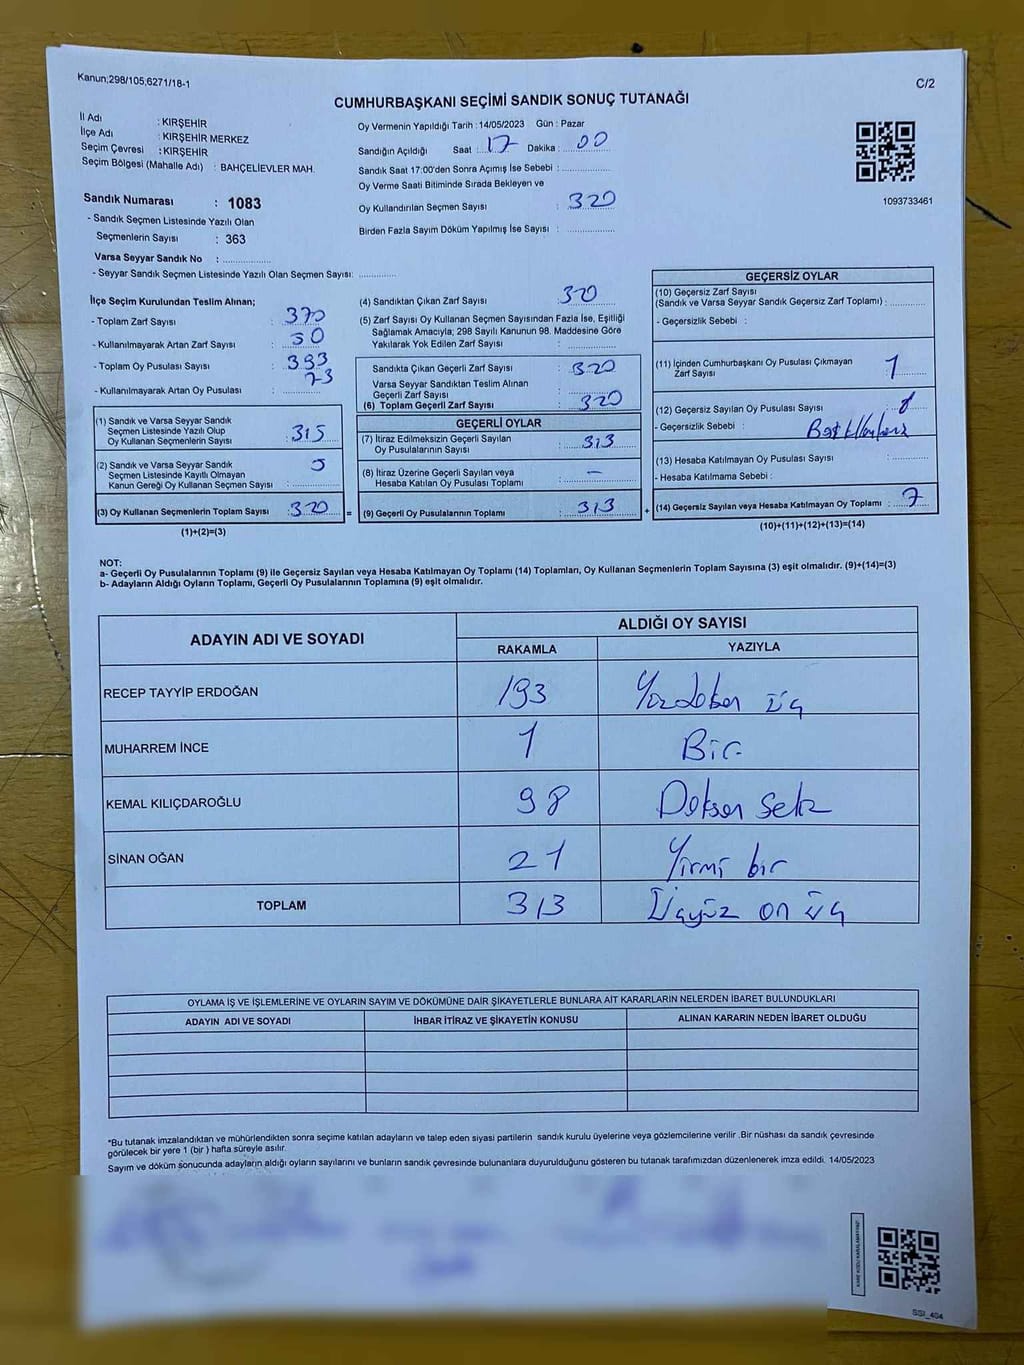 Kanun;298/105,6271/18-1
C/2
CUMHURBAŞKANI SEÇİMİ SANDIK SONUÇ TUTANAĞI
İl Adı : KIRŞEHİR
İlçe Adı : KIRŞEHİR MERKEZ
Seçim Çevresi : KIRŞEHİR
Seçim Bölgesi (Mahalle Adı) : BAHÇELİEVLER MAH.
Sandık Numarası : 1083
- Sandık Seçmen Listesinde Yazılı Olan
Seçmenlerin Sayısı : 363
Varsa Seyyar Sandık No :
- Seyyar Sandık Seçmen Listesinde Yazılı Olan Seçmen Sayısı:
Oy Vermenin Yapıldığı Tarih : 14/05/2023 Gün : Pazar
Sandığın Açıldığı Saat : 17 Dakika : 00
Sandık Saat 17:00'den Sonra Açımış İse Sebebi :
Oy Verme Saati Bitiminde Sırada Bekleyen ve
Oy Kullandırılan Seçmen Sayısı : 320
Birden Fazla Sayım Döküm Yapılmış İse Sayısı :
1093733461
İlçe Seçim Kurulundan Teslim Alınan;
- Toplam Zarf Sayısı : 370
- Kullanılmayarak Artan Zarf Sayısı : 50
- Toplam Oy Pusulası Sayısı : 393
- Kullanılmayarak Artan Oy Pusulası : 73
(1) Sandık ve Varsa Seyyar Sandık
Seçmen Listesinde Yazılı Olup
Oy Kullanan Seçmenlerin Sayısı : 315
(2) Sandık ve Varsa Seyyar Sandık
Seçmen Listesinde Kayıtlı Olmayan
Kanun Gereği Oy Kullanan Seçmen Sayısı : 5
(3) Oy Kullanan Seçmenlerin Toplam Sayısı : 320
(1)+(2)=(3)
=
(4) Sandıktan Çıkan Zarf Sayısı : 320
(5) Zarf Sayısı Oy Kullanan Seçmen Sayısından Fazla İse, Eşitliği
Sağlamak Amacıyla; 298 Sayılı Kanunun 98. Maddesine Göre
Yakılarak Yok Edilen Zarf Sayısı :
Sandıkta Çıkan Geçerli Zarf Sayısı : 320
Varsa Seyyar Sandıktan Teslim Alınan
Geçerli Zarf Sayısı :
(6) Toplam Geçerli Zarf Sayısı : 320
GEÇERLİ OYLAR
(7) İtiraz Edilmeksizin Geçerli Sayılan
Oy Pusulalarının Sayısı : 313
(8) İtiraz Üzerine Geçerli Sayılan veya
Hesaba Katılan Oy Pusulası Toplamı : –
(9) Geçerli Oy Pusulalarının Toplamı : 313
+
GEÇERSİZ OYLAR
(10) Geçersiz Zarf Sayısı
(Sandık ve Varsa Seyyar Sandık Geçersiz Zarf Toplamı) :
- Geçersizlik Sebebi :
(11) İçinden Cumhurbaşkanı Oy Pusulası Çıkmayan
Zarf Sayısı : 1
(12) Geçersiz Sayılan Oy Pusulası Sayısı :
- Geçersizlik Sebebi :
(13) Hesaba Katılmayan Oy Pusulası Sayısı :
- Hesaba Katılmama Sebebi :
(14) Geçersiz Sayılan veya Hesaba Katılmayan Oy Toplamı : 7
(10)+(11)+(12)+(13)=(14)
NOT:
a- Geçerli Oy Pusulalarının Toplamı (9) ile Geçersiz Sayılan veya Hesaba Katılmayan Oy Toplamı (14) Toplamları, Oy Kullanan Seçmenlerin Toplam Sayısına (3) eşit olmalıdır. (9)+(14)=(3)
b- Adayların Aldığı Oyların Toplamı, Geçerli Oy Pusulalarının Toplamına (9) eşit olmalıdır.
ADAYIN ADI VE SOYADI
ALDIĞI OY SAYISI
RAKAMLA YAZIYLA
RECEP TAYYİP ERDOĞAN 193 Yüzdoksan üç
MUHARREM İNCE 1 Bir
KEMAL KILIÇDAROĞLU 98 Doksan sekiz
SİNAN OĞAN 21 Yirmi bir
TOPLAM 313 Üçyüz on üç
OYLAMA İŞ VE İŞLEMLERİNE VE OYLARIN SAYIM VE DÖKÜMÜNE DAİR ŞİKAYETLERLE BUNLARA AİT KARARLARIN NELERDEN İBARET BULUNDUKLARI
ADAYIN ADI VE SOYADI İHBAR İTİRAZ VE ŞİKAYETİN KONUSU ALINAN KARARIN NEDEN İBARET OLDUĞU
*Bu tutanak imzalandıktan ve mühürlendikten sonra seçime katılan adayların ve talep eden siyasi partilerin sandık kurulu üyelerine veya gözlemcilerine verilir .Bir nüshası da sandık çevresinde
görülecek bir yere 1 (bir ) hafta süreyle asılır.
Sayım ve döküm sonucunda adayların aldığı oyların sayılarını ve bunların sandık çevresinde bulunanlara duyurulduğunu gösteren bu tutanak tarafımızdan düzenlenerek imza edildi. 14/05/2023
KARE KODU KARALAMAYINIZ!
SSI_404